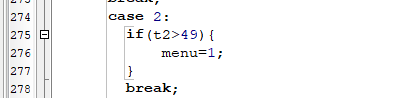 274 case 2:
275 if(t2>49){
276 menu=1;
277 }
278 break;